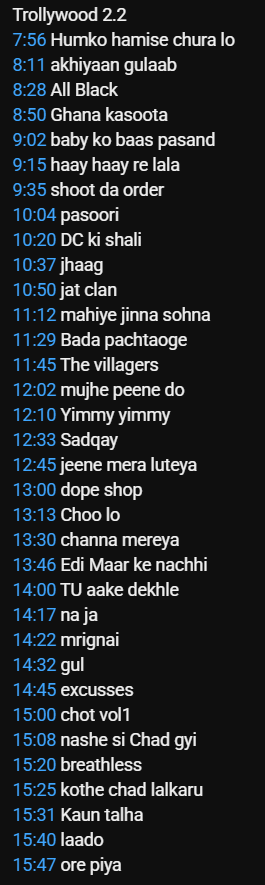 Trollywood 2.2
7:56 Humko hamise chura lo
8:11 akhiyaan gulaab
8:28 All Black
8:50 Ghana kasoota
9:02 baby ko baas pasand
9:15 haay haay re lala
9:35 shoot da order
10:04 pasoori
10:20 DC ki shali
10:37 jhaag
10:50 jat clan
11:12 mahiye jinna sohna
11:29 Bada pachtaoge
11:45 The villagers
12:02 mujhe peene do
12:10 Yimmy yimmy
12:33 Sadqay
12:45 jeene mera luteya
13:00 dope shop
13:13 Choo lo
13:30 channa mereya
13:46 Edi Maar ke nachhi
14:00 TU aake dekhle
14:17 na ja
14:22 mrignai
14:32 gul
14:45 excusses
15:00 chot vol1
15:08 nashe si Chad gyi
15:20 breathless
15:25 kothe chad lalkaru
15:31 Kaun talha
15:40 laado
15:47 ore piya